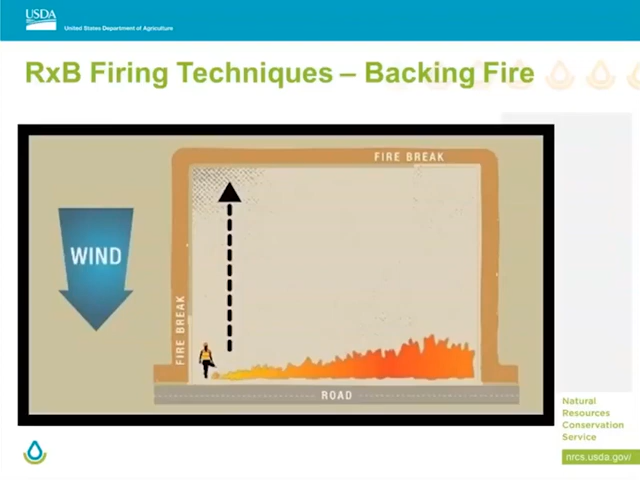 USDA
United States Department of Agriculture
RxB Firing Techniques – Backing Fire
FIRE BREAK
WIND
FIRE BREAK
ROAD
Natural
Resources
Conservation
Service
nrcs.usda.gov/